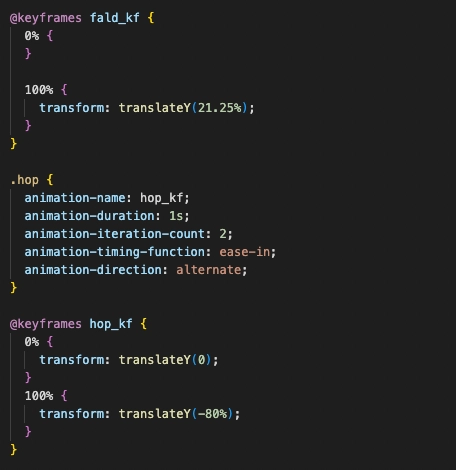 @keyframes fald_kf {
  0% {
  }

  100% {
    transform: translateY(21.25%);
  }
}

.hop {
  animation-name: hop_kf;
  animation-duration: 1s;
  animation-iteration-count: 2;
  animation-timing-function: ease-in;
  animation-direction: alternate;
}

@keyframes hop_kf {
  0% {
    transform: translateY(0);
  }
  100% {
    transform: translateY(-80%);
  }
}